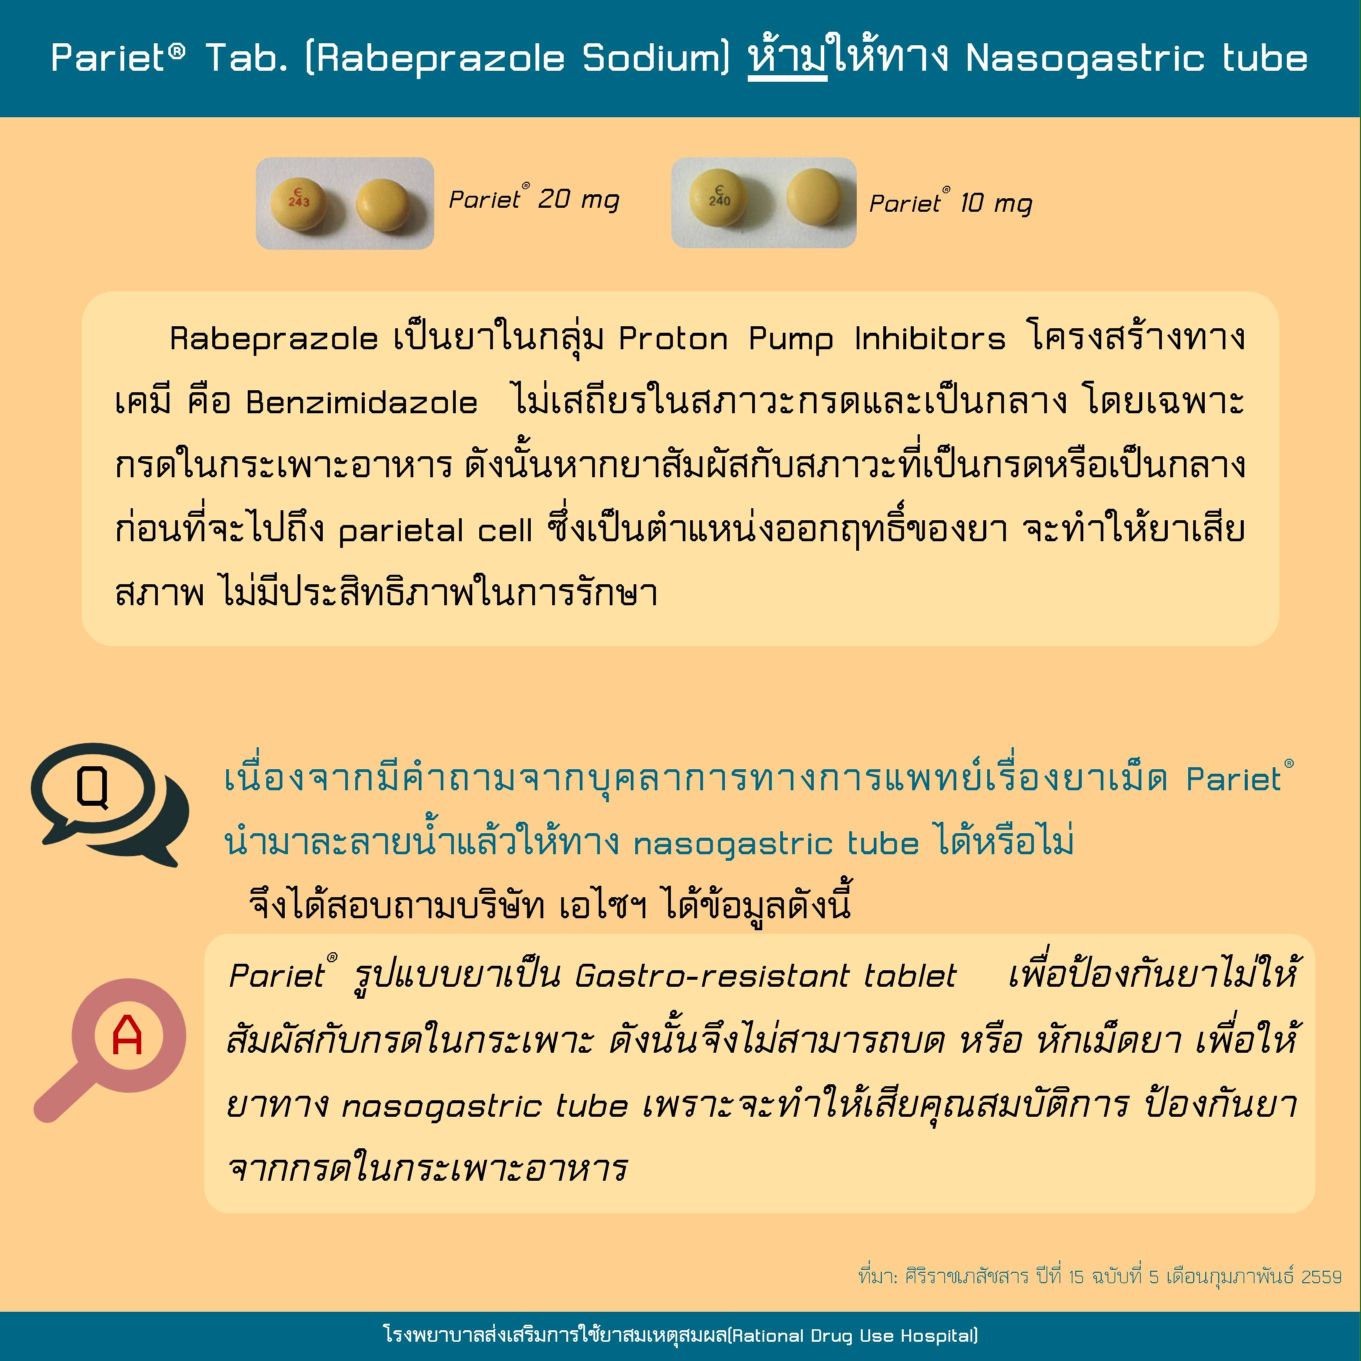 Pariet® Tab. (Rabeprazole Sodium) ห้ามให้ทาง Nasogastric tube
ϵ
243
Pariet® 20 mg
ϵ
240
Pariet® 10 mg
Rabeprazole เป็นยาในกลุ่ม Proton Pump Inhibitors โครงสร้างทาง
เคมี คือ Benzimidazole ไม่เสถียรในสภาวะกรดและเป็นกลาง โดยเฉพาะ
กรดในกระเพาะอาหาร ดังนั้นหากยาสัมผัสกับสภาวะที่เป็นกรดหรือเป็นกลาง
ก่อนที่จะไปถึง parietal cell ซึ่งเป็นตำแหน่งออกฤทธิ์ของยา จะทำให้ยาเสีย
สภาพ ไม่มีประสิทธิภาพในการรักษา
Q
เนื่องจากมีคำถามจากบุคลาการทางการแพทย์เรื่องยาเม็ด Pariet®
นำมาละลายน้ำแล้วให้ทาง nasogastric tube ได้หรือไม่
จึงได้สอบถามบริษัท เอไซฯ ได้ข้อมูลดังนี้
A
Pariet® รูปแบบยาเป็น Gastro-resistant tablet เพื่อป้องกันยาไม่ให้
สัมผัสกับกรดในกระเพาะ ดังนั้นจึงไม่สามารถบด หรือ หักเม็ดยา เพื่อให้
ยาทาง nasogastric tube เพราะจะทำให้เสียคุณสมบัติการ ป้องกันยา
จากกรดในกระเพาะอาหาร
ที่มา: ศิริราชเภสัชสาร ปีที่ 15 ฉบับที่ 5 เดือนกุมภาพันธ์ 2559
โรงพยาบาลส่งเสริมการใช้ยาสมเหตุสมผล(Rational Drug Use Hospital)